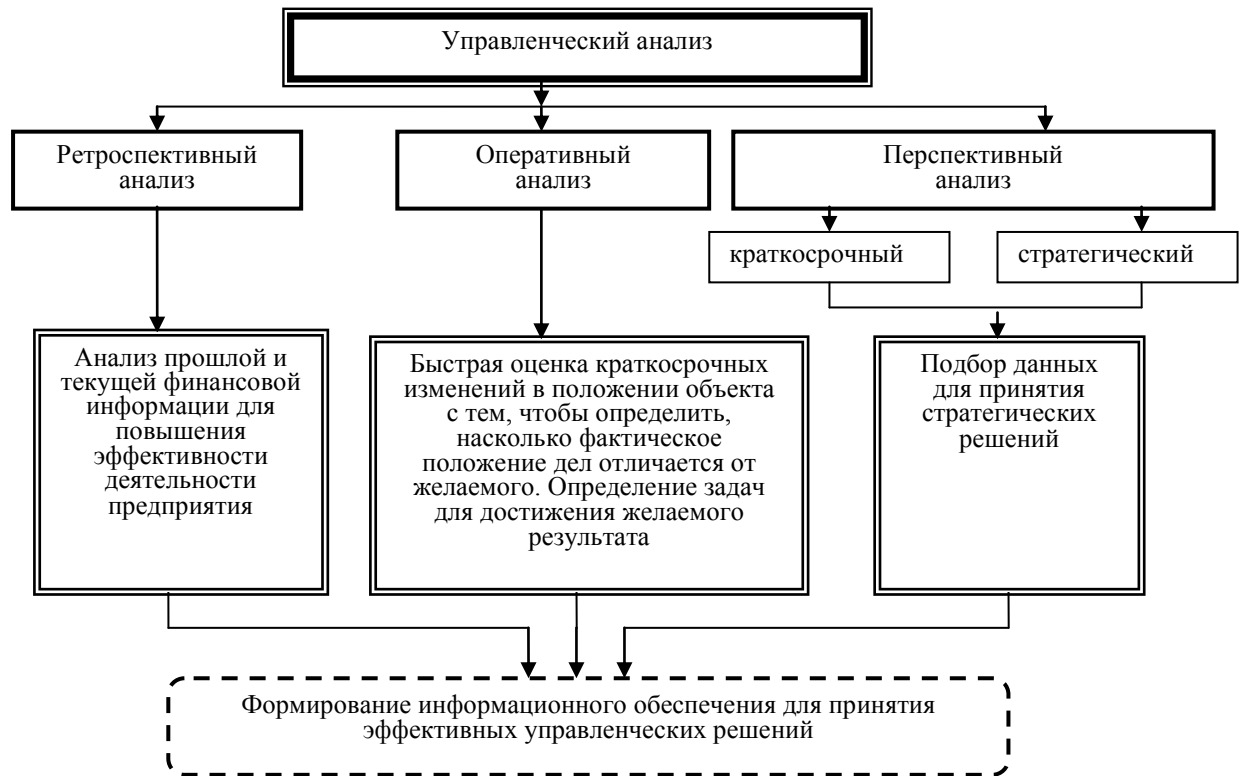 Управленческий анализ
Ретроспективный
анализ
Оперативный
анализ
Перспективный
анализ
краткосрочный
стратегический
Анализ прошлой и
текущей финансовой
информации для
повышения
эффективности
деятельности
предприятия
Быстрая оценка краткосрочных
изменений в положении объекта
с тем, чтобы определить,
насколько фактическое
положение дел отличается от
желаемого. Определение задач
для достижения желаемого
результата
Подбор данных
для принятия
стратегических
решений
Формирование информационного обеспечения для принятия
эффективных управленческих решений